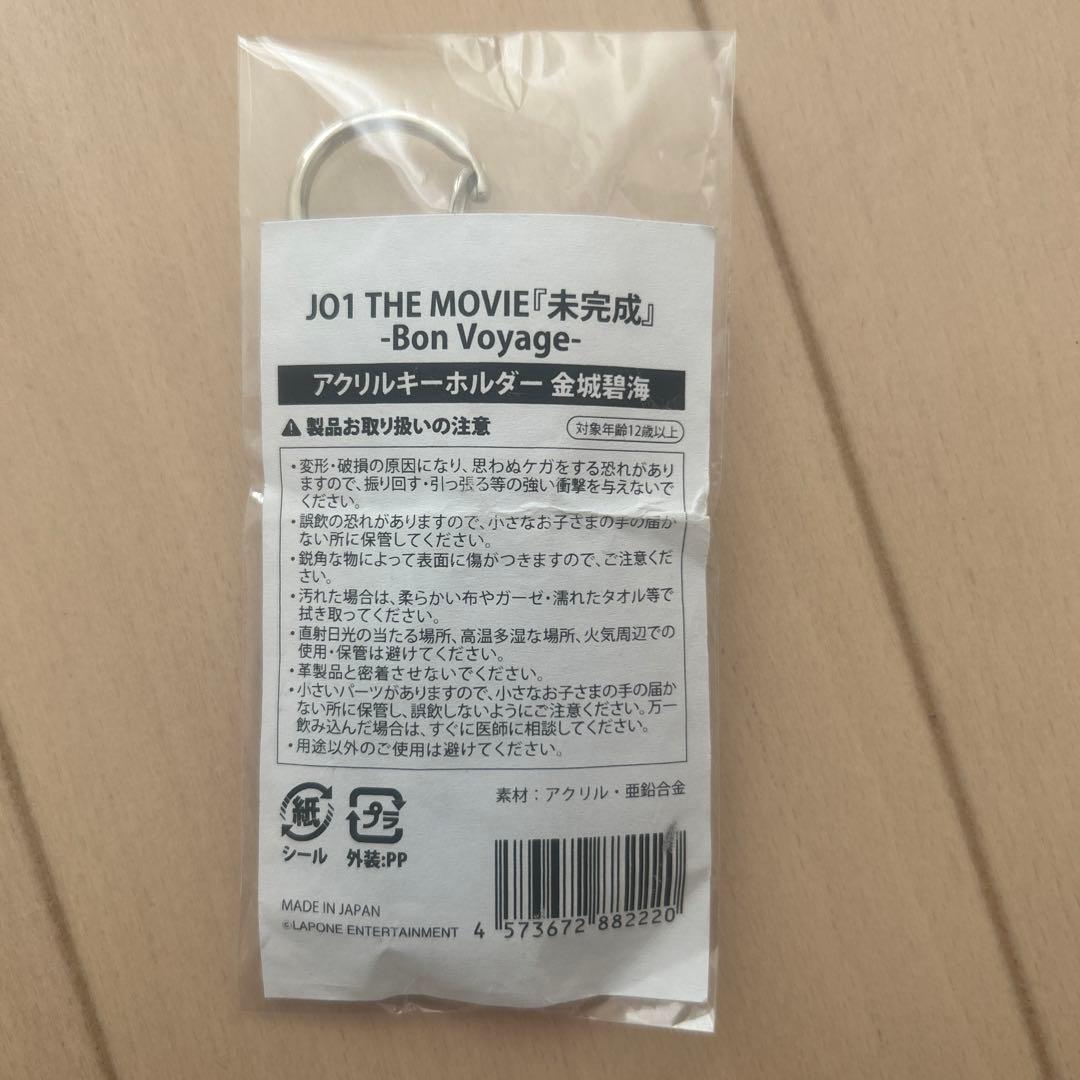 JO1 THE MOVIE『未完成』
-Bon Voyage-
アクリルキーホルダー 金城碧海
製品お取り扱いの注意
対象年齢12歳以上
・変形・破損の原因になり、思わぬケガをする恐れがあり
ますので、振り回す・引っ張る等の強い衝撃を与えないで
ください。
・誤飲の恐れがありますので、小さなお子さまの手の届か
ない所に保管してください。
・鋭角な物によって表面に傷がつきますので、ご注意くだ
さい。
・汚れた場合は、柔らかい布やガーゼ・濡れたタオル等で
拭き取ってください。
・直射日光の当たる場所、高温多湿な場所、火気周辺での
使用・保管は避けてください。
・革製品と密着させないでください。
・小さいパーツがありますので、小さなお子さまの手の届か
ない所に保管し、誤飲しないようにご注意ください。万一
飲み込んだ場合は、すぐに医師に相談してください。
・用途以外のご使用は避けてください。
素材：アクリル・亜鉛合金
紙
シール
プラ
外装:PP
MADE IN JAPAN
©LAPONE ENTERTAINMENT
4 573672 882220